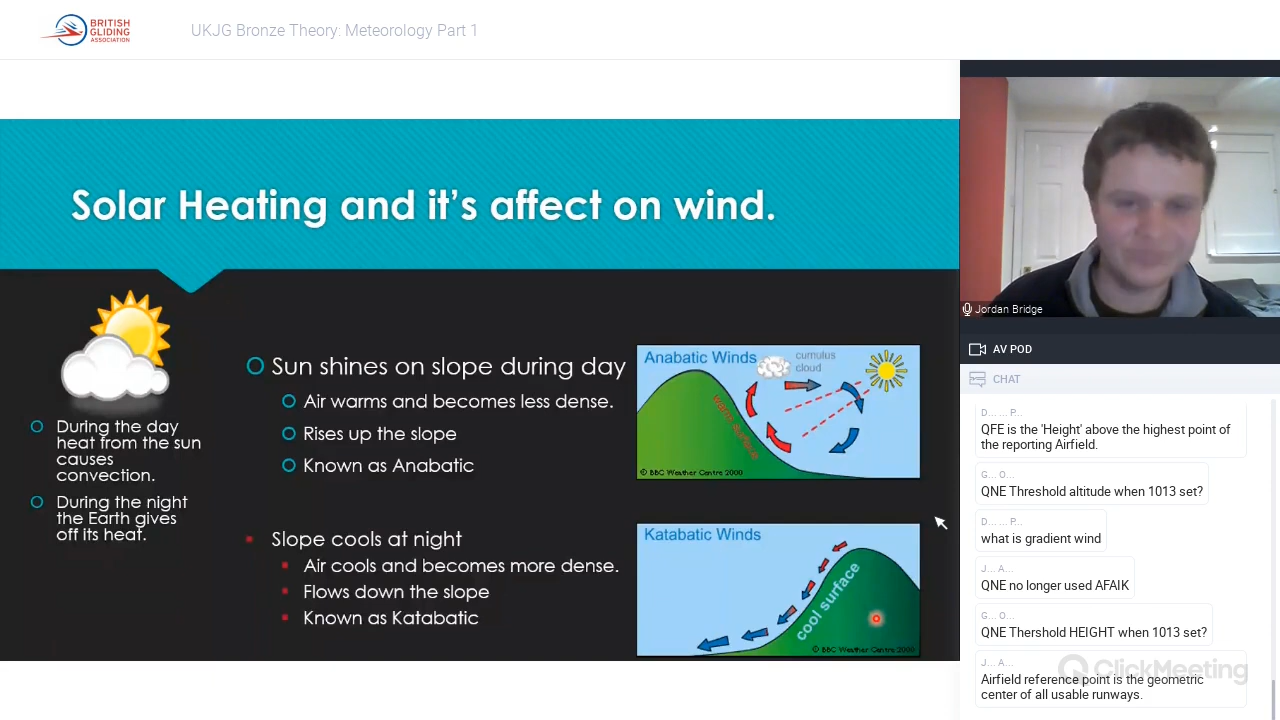 BRITISH
GLIDING
ASSOCIATION
UKJG Bronze Theory: Meteorology Part 1
Solar Heating and it's affect on wind.
During the day
heat from the sun
causes
convection.
During the night
the Earth gives
off its heat.
Sun shines on slope during day
Air warms and becomes less dense.
Rises up the slope
Known as Anabatic
Slope cools at night
Air cools and becomes more dense.
Flows down the slope
Known as Katabatic
Anabatic Winds
cumulus
cloud
warm surface
© BBC Weather Centre 2000
Katabatic Winds
cool surface
© BBC Weather Centre 2000
Jordan Bridge
AV POD
CHAT
D... ... P...
QFE is the 'Height' above the highest point of
the reporting Airfield.
G... O...
QNE Threshold altitude when 1013 set?
D... ... P...
what is gradient wind
J... A...
QNE no longer used AFAIK
G... O...
QNE Thershold HEIGHT when 1013 set?
J... A...
Airfield reference point is the geometric
center of all usable runways.
ClickMeeting